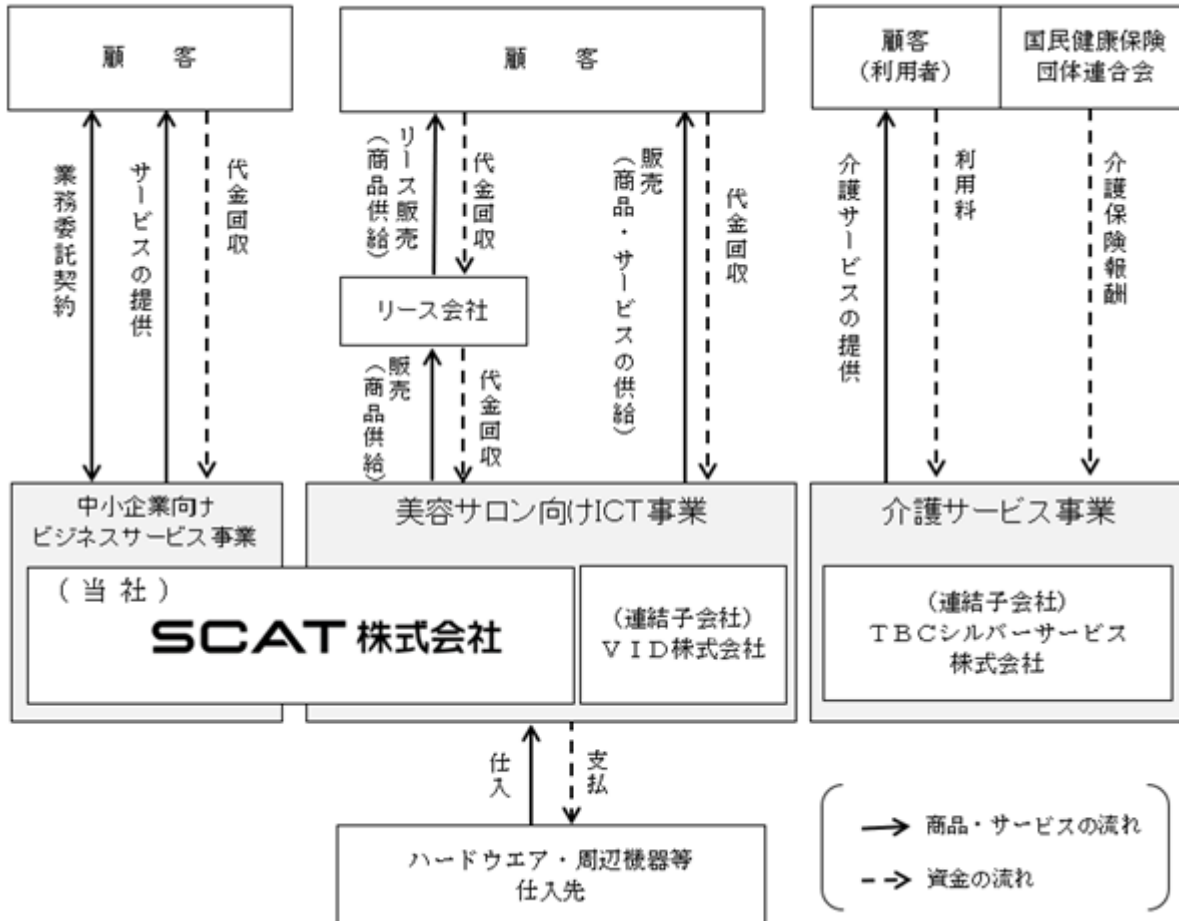 顧　客
顧　客
顧客
（利用者）
国民健康保険
団体連合会
業務委託契約
サービスの提供
代金回収
リース販売
（商品供給）
代金回収
販売
（商品・サービスの供給）
代金回収
介護サービスの提供
利用料
介護保険報酬
リース会社
販売
（商品供給）
代金回収
中小企業向け
ビジネスサービス事業
美容サロン向けICT事業
介護サービス事業
（当社）
SCAT株式会社
（連結子会社）
ＶＩＤ株式会社
（連結子会社）
ＴＢＣシルバーサービス
株式会社
仕入
支払
ハードウエア・周辺機器等
仕入先
商品・サービスの流れ
資金の流れ